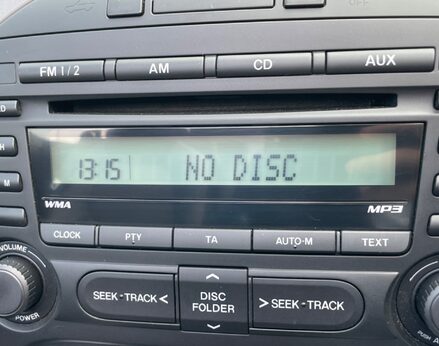 FM 1 / 2 AM CD AUX
13:15 NO DISC
WMA MP3
CLOCK PTY TA AUTO-M TEXT
VOLUME
SEEK-TRACK < DISC FOLDER > SEEK-TRACK
POWER